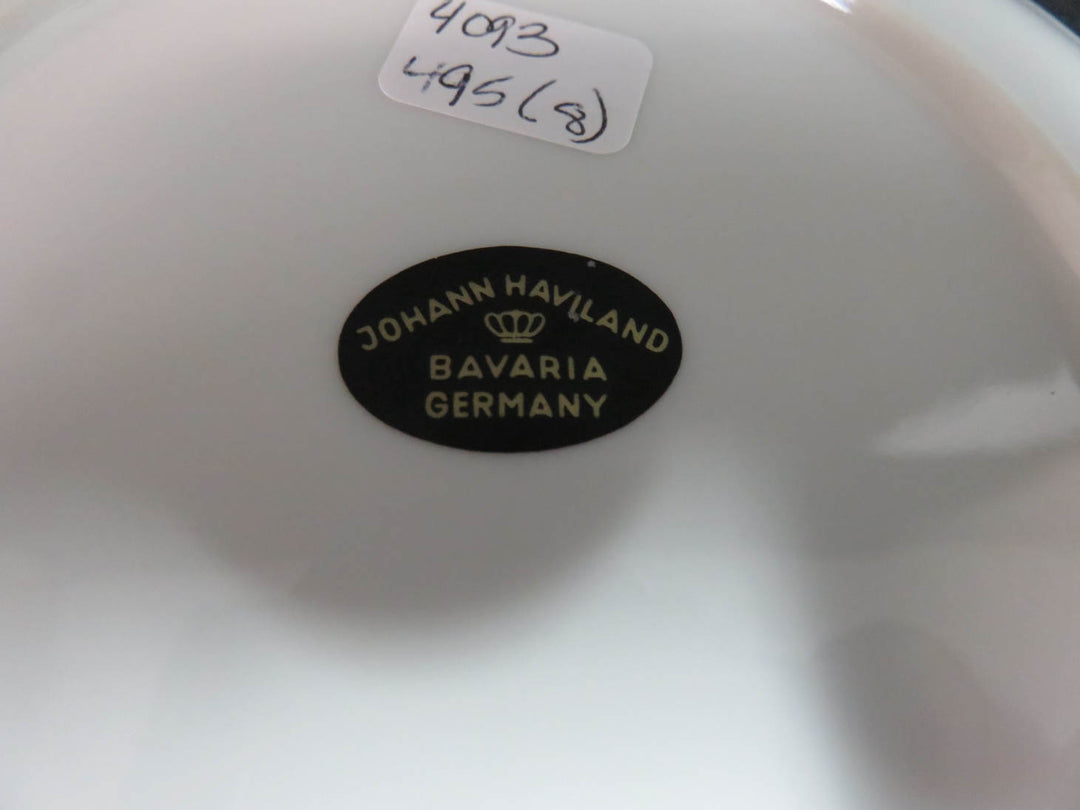 4093
495 (8)
JOHANN HAVILAND
BAVARIA
GERMANY